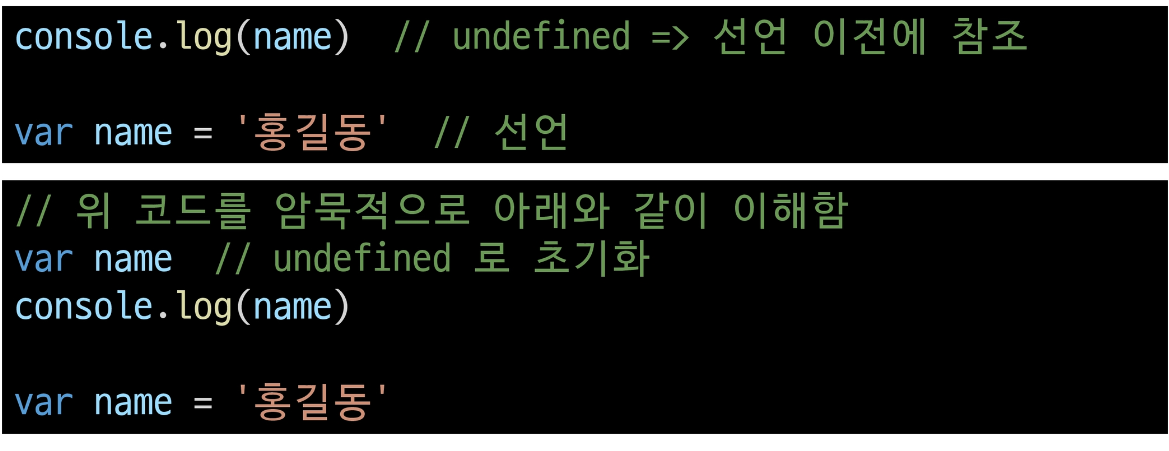 console.log(name)  // undefined => 선언 이전에 참조
var name = '홍길동'  // 선언
// 위 코드를 암묵적으로 아래와 같이 이해함
var name  // undefined 로 초기화
console.log(name)
var name = '홍길동'